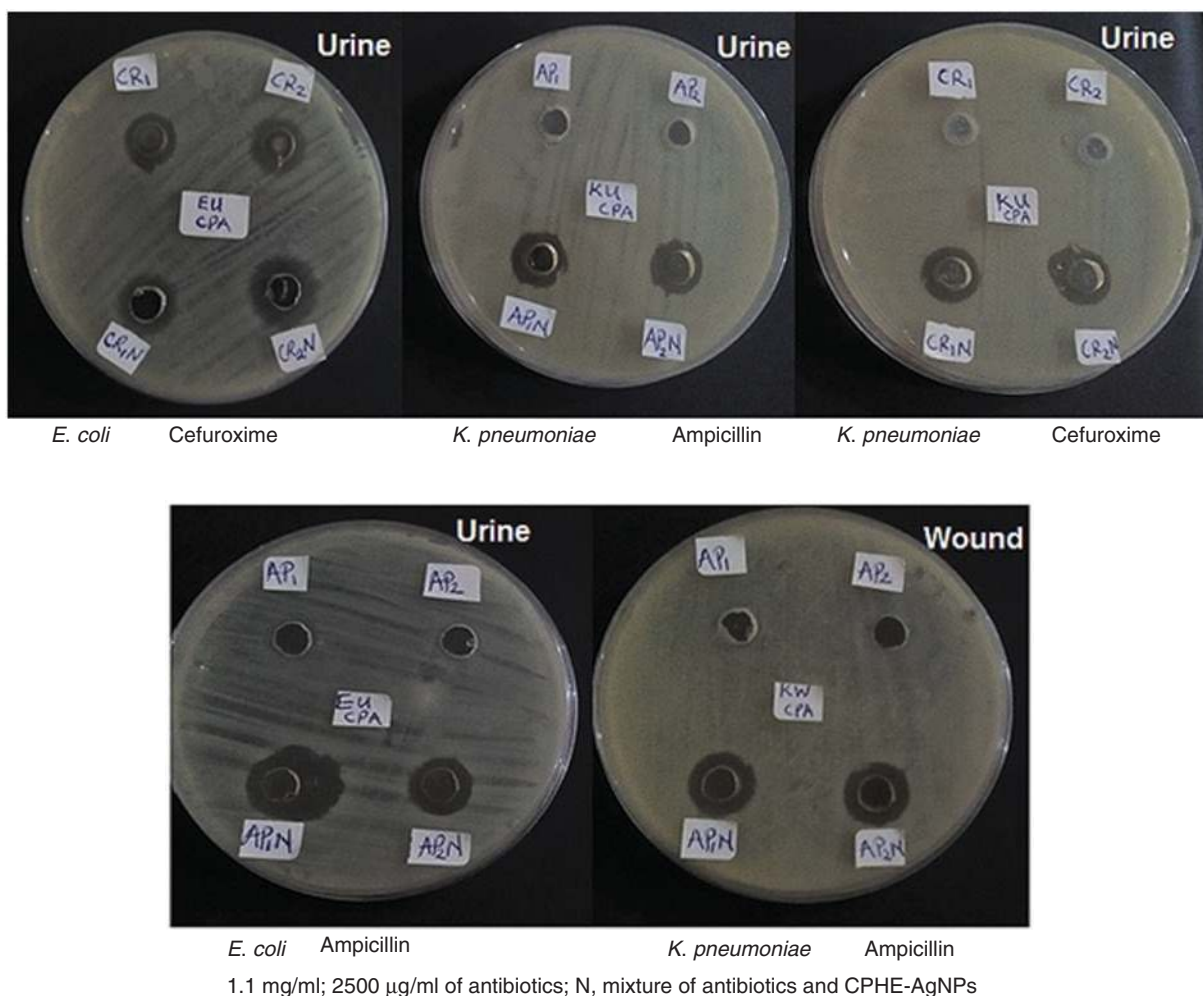 Urine
CR1
CR2
EU
CPA
CR1N
CR2N
Urine
AP1
AP2
KU
CPA
AP1N
AP2N
Urine
CR1
CR2
KU
CPA
CR1N
CR2N
E. coli Cefuroxime
K. pneumoniae Ampicillin
K. pneumoniae Cefuroxime
Urine
AP1
AP2
EU
CPA
AP1N
AP2N
Wound
AP1
AP2
KW
CPA
AP1N
AP2N
E. coli Ampicillin
K. pneumoniae Ampicillin
1.1 mg/ml; 2500 μg/ml of antibiotics; N, mixture of antibiotics and CPHE-AgNPs